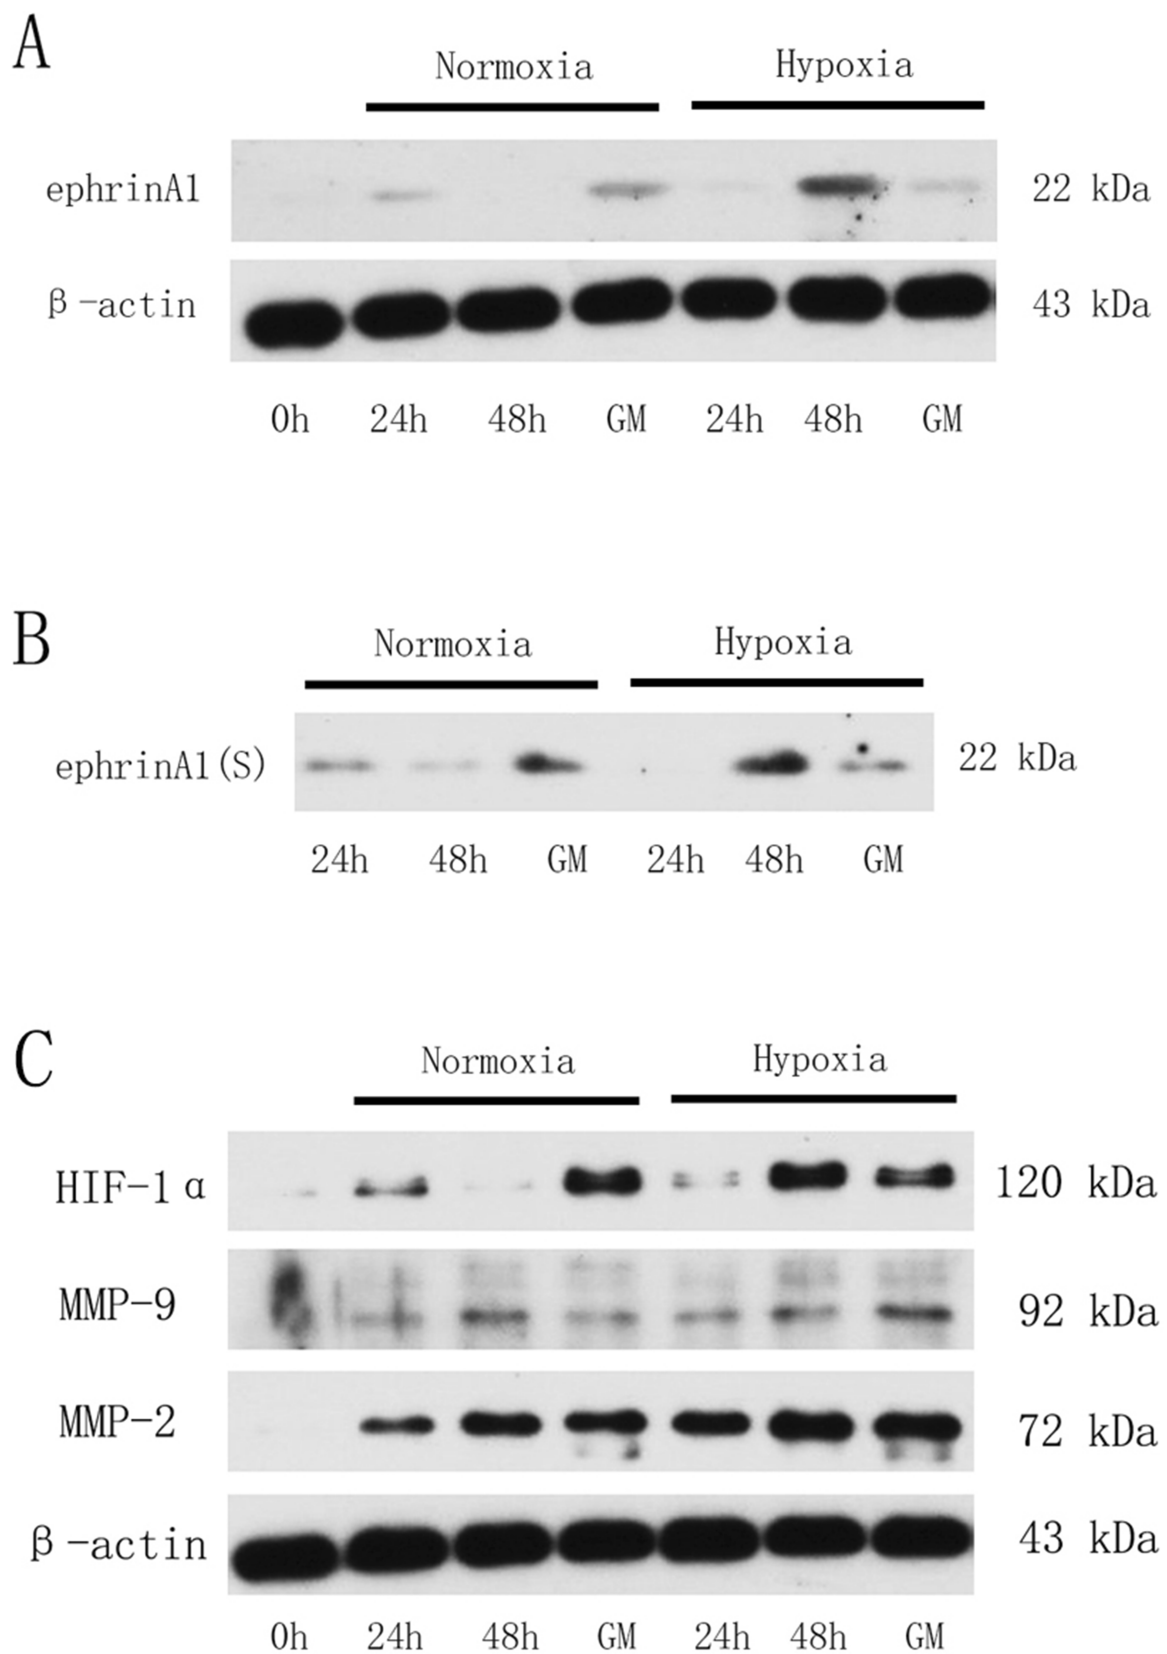 A
Normoxia Hypoxia
ephrinA1 22 kDa
β-actin 43 kDa
0h 24h 48h GM 24h 48h GM
B
Normoxia Hypoxia
ephrinA1(S) 22 kDa
24h 48h GM 24h 48h GM
C
Normoxia Hypoxia
HIF-1α 120 kDa
MMP-9 92 kDa
MMP-2 72 kDa
β-actin 43 kDa
0h 24h 48h GM 24h 48h GM